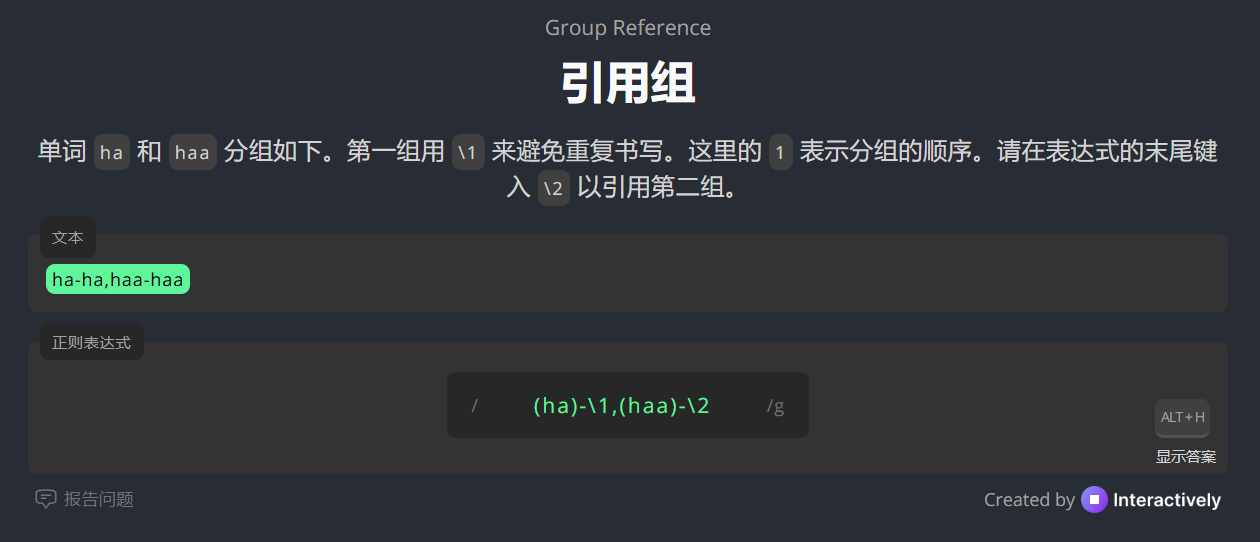 Group Reference
引用组
单词 ha 和 haa 分组如下。第一组用 \1 来避免重复书写。这里的 1 表示分组的顺序。请在表达式的末尾键
入 \2 以引用第二组。
文本
ha-ha,haa-haa
正则表达式
/ (ha)-\1,(haa)-\2 /g
ALT+H
显示答案
报告问题
Created by Interactively